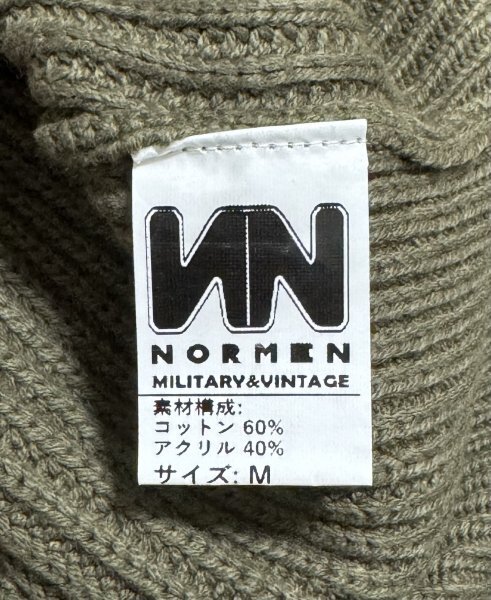 NORMEN
MILITARY&VINTAGE
素材構成:
コットン 60%
アクリル 40%
サイズ: M